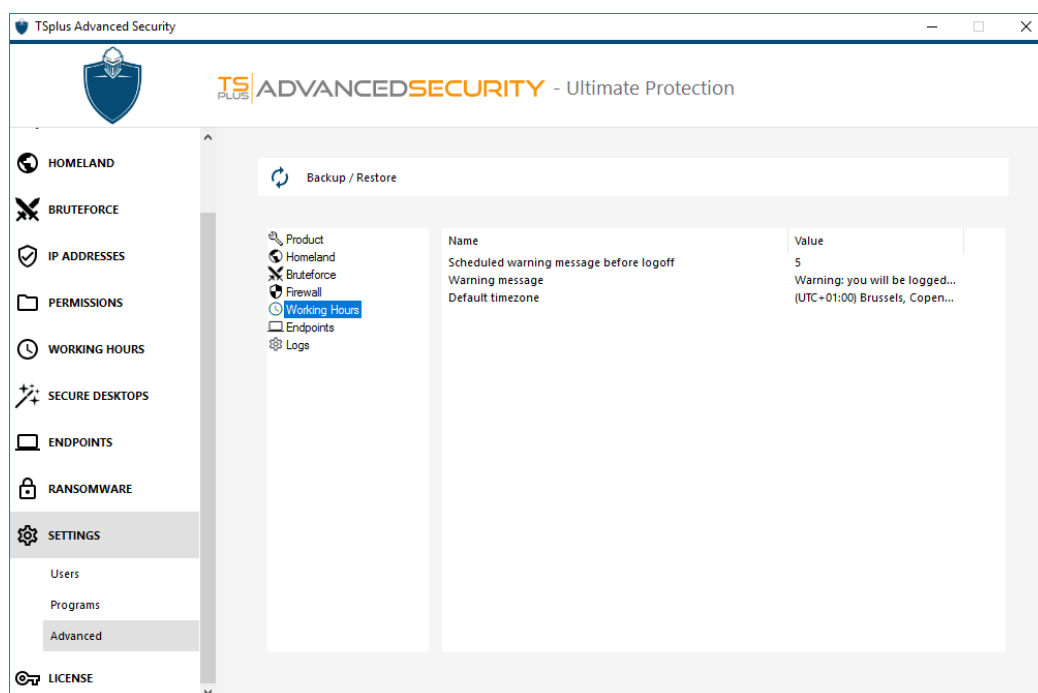 TSplus Advanced Security
TS PLUS ADVANCEDSECURITY - Ultimate Protection
HOMELAND
BRUTEFORCE
IP ADDRESSES
PERMISSIONS
WORKING HOURS
SECURE DESKTOPS
ENDPOINTS
RANSOMWARE
SETTINGS
Users
Programs
Advanced
LICENSE
Backup / Restore
Product
Homeland
Bruteforce
Firewall
Working Hours
Endpoints
Logs
Name Value
Scheduled warning message before logoff 5
Warning message Warning: you will be logged...
Default timezone (UTC+01:00) Brussels, Copen...